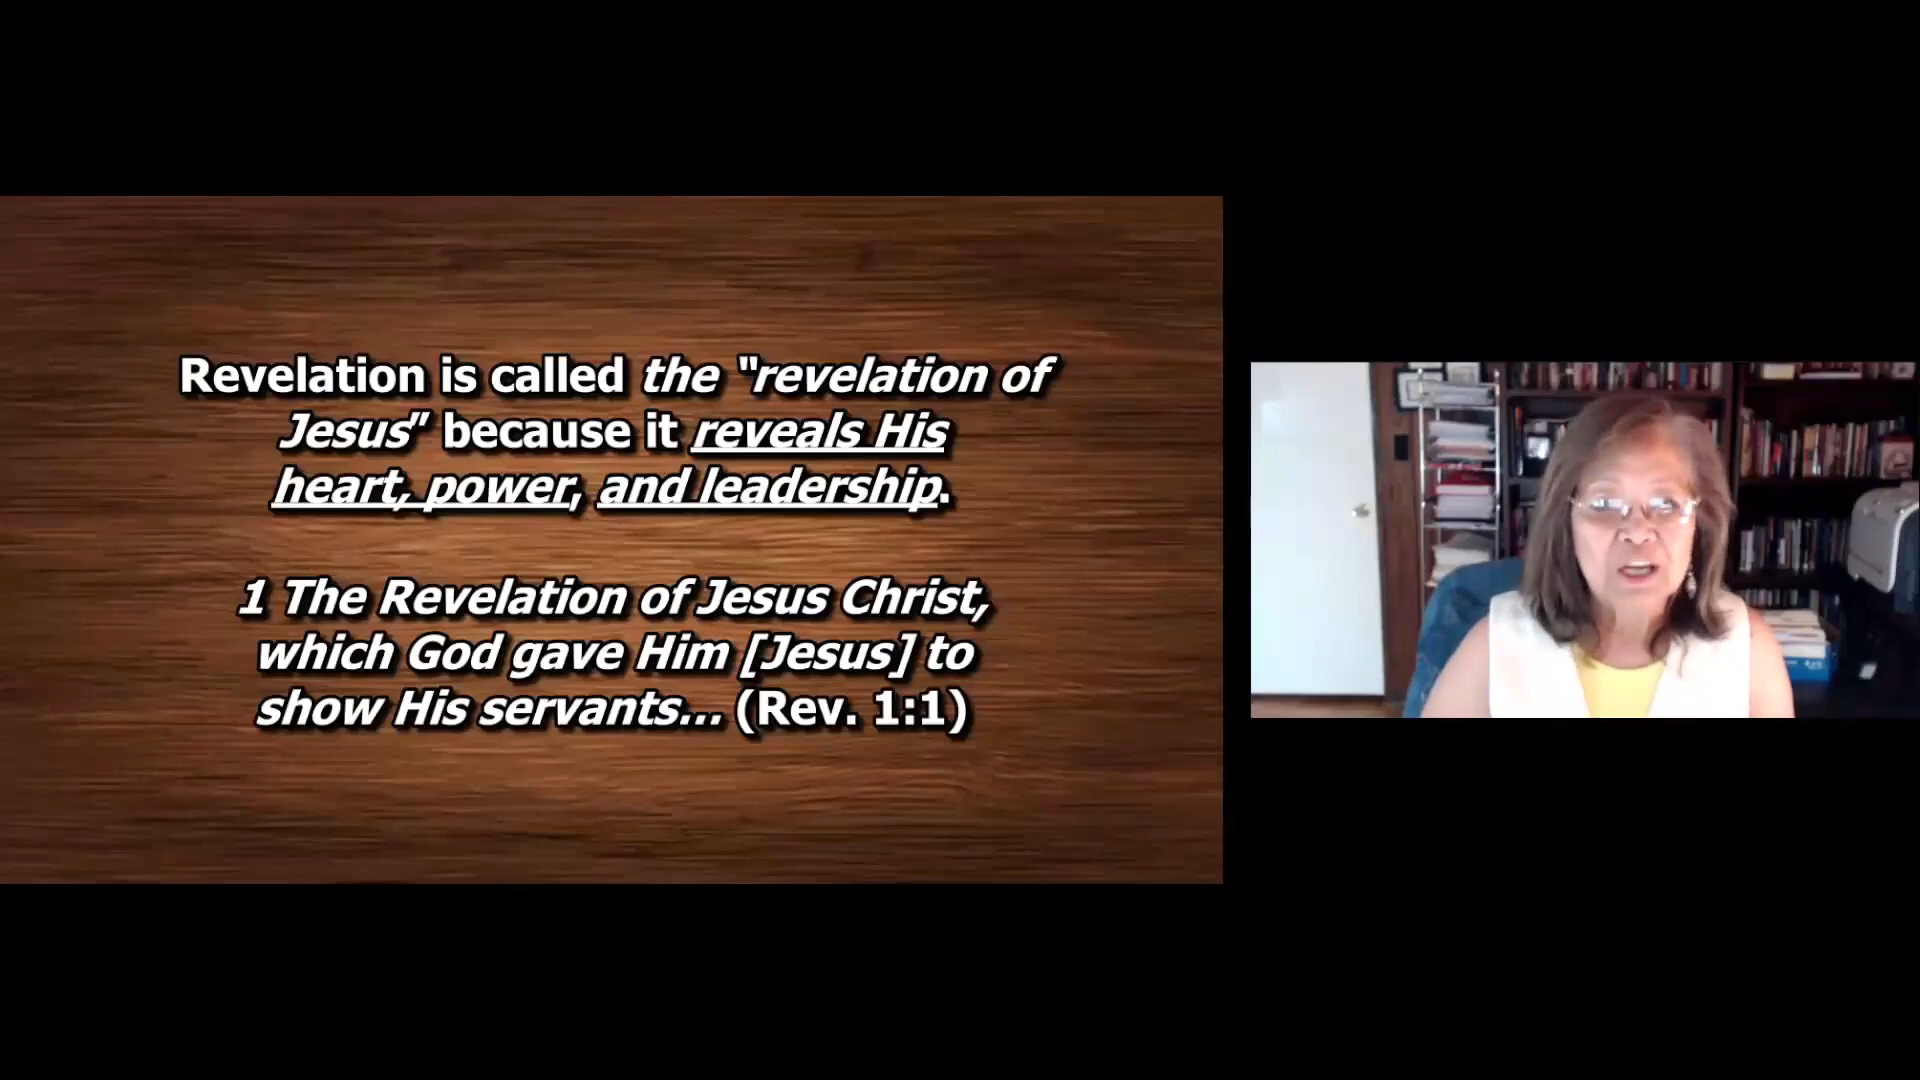 Revelation is called the “revelation of
Jesus” because it reveals His
heart, power, and leadership.
1 The Revelation of Jesus Christ,
which God gave Him [Jesus] to
show His servants... (Rev. 1:1)